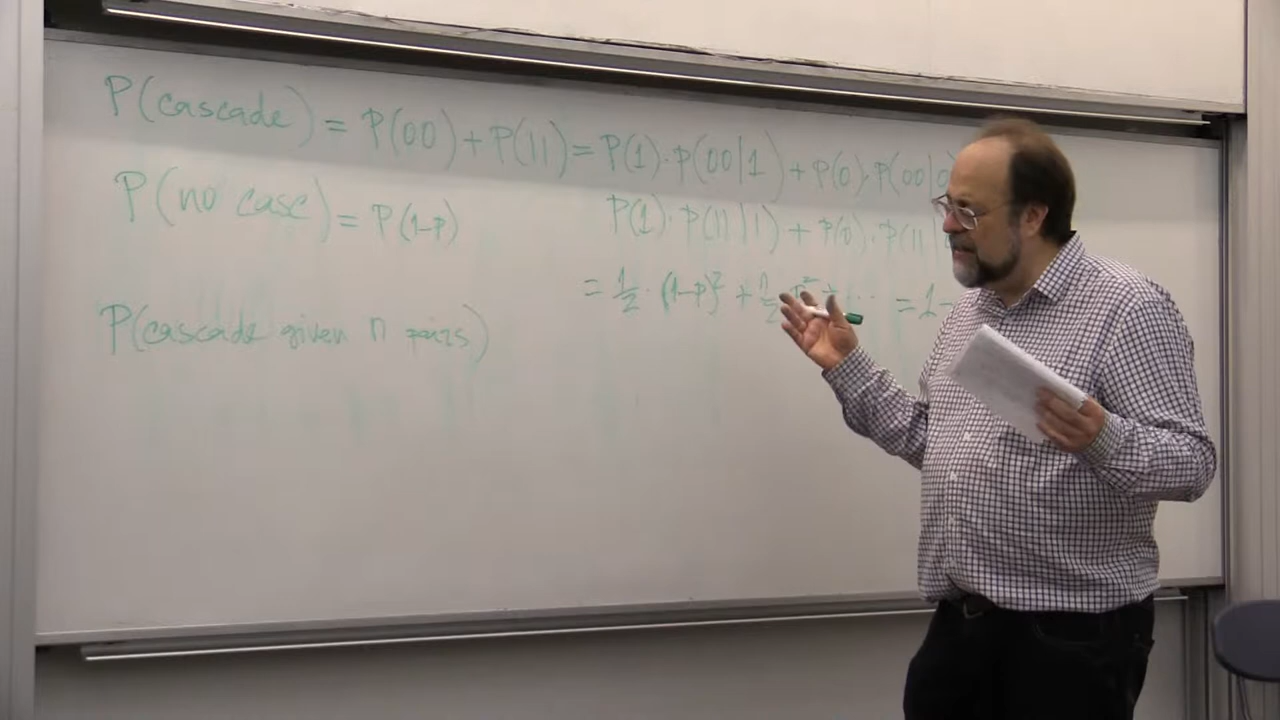 P(cascade) = P(00) + P(11) = P(1)·P(00|1) + P(0)·P(00|0
P(no casc) = P(1-p)
P(1)·P(11|1) + P(0)·P(11|
= 1/2 · (1-p)² + p² + ... = 1-
P(cascade given n pairs)